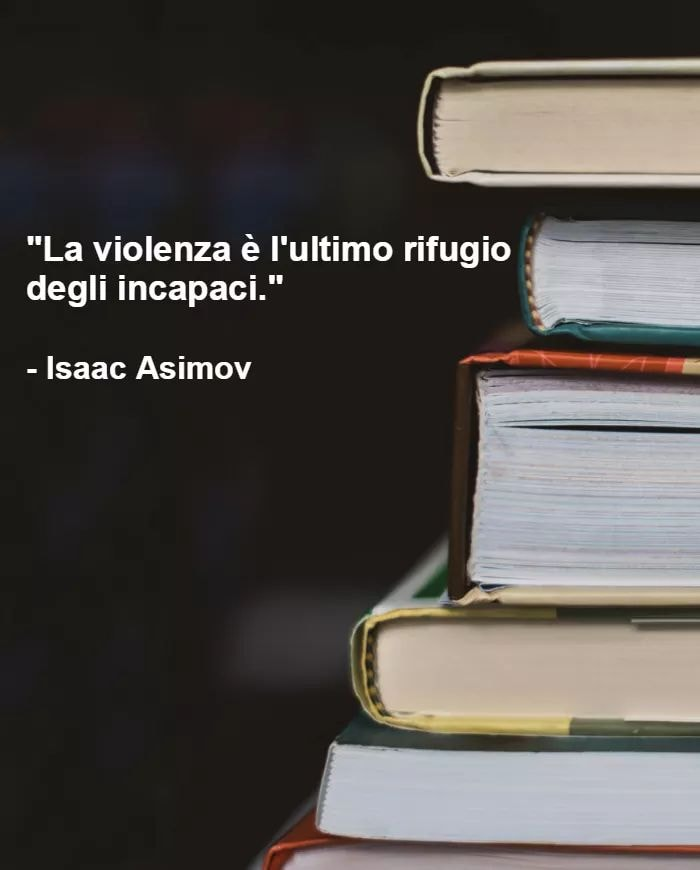 "La violenza è l'ultimo rifugio
degli incapaci."
- Isaac Asimov